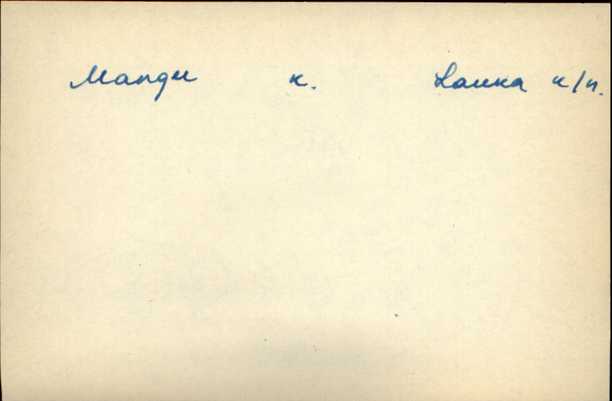 Mangu k. Lauka k/n.